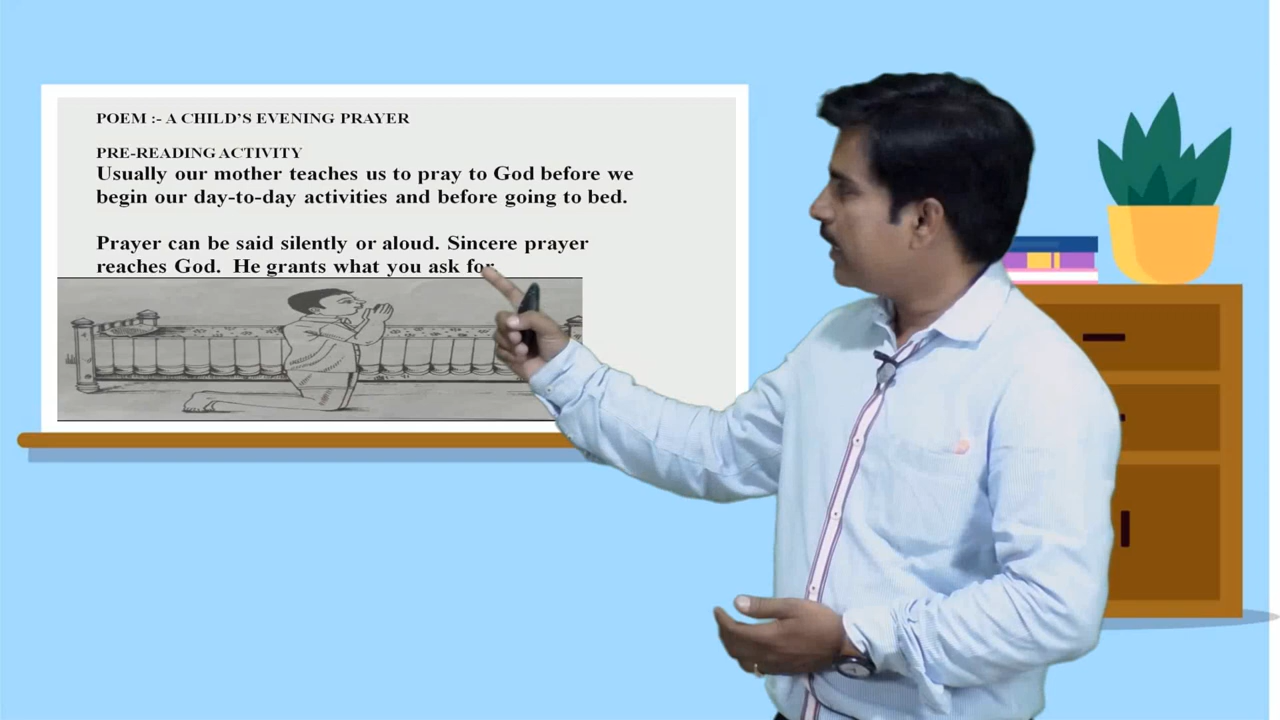 POEM :- A CHILD'S EVENING PRAYER
PRE-READING ACTIVITY
Usually our mother teaches us to pray to God before we
begin our day-to-day activities and before going to bed.
Prayer can be said silently or aloud. Sincere prayer
reaches God. He grants what you ask for